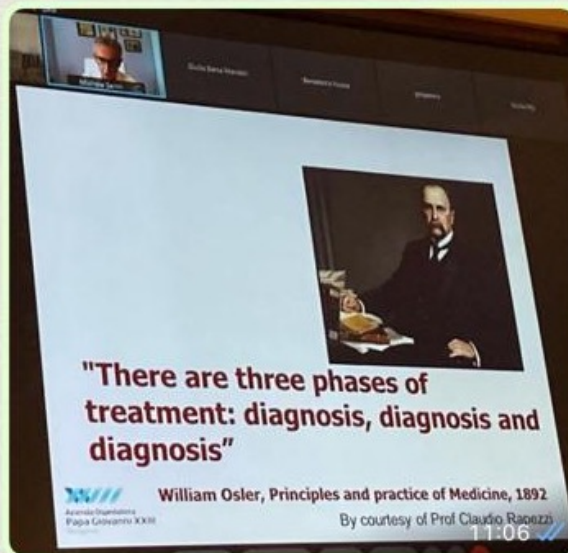 "There are three phases of
treatment: diagnosis, diagnosis and
diagnosis"
William Osler, Principles and practice of Medicine, 1892
Papa Giovanni XXIII
By courtesy of Prof Claudio Rapezzi
11:06